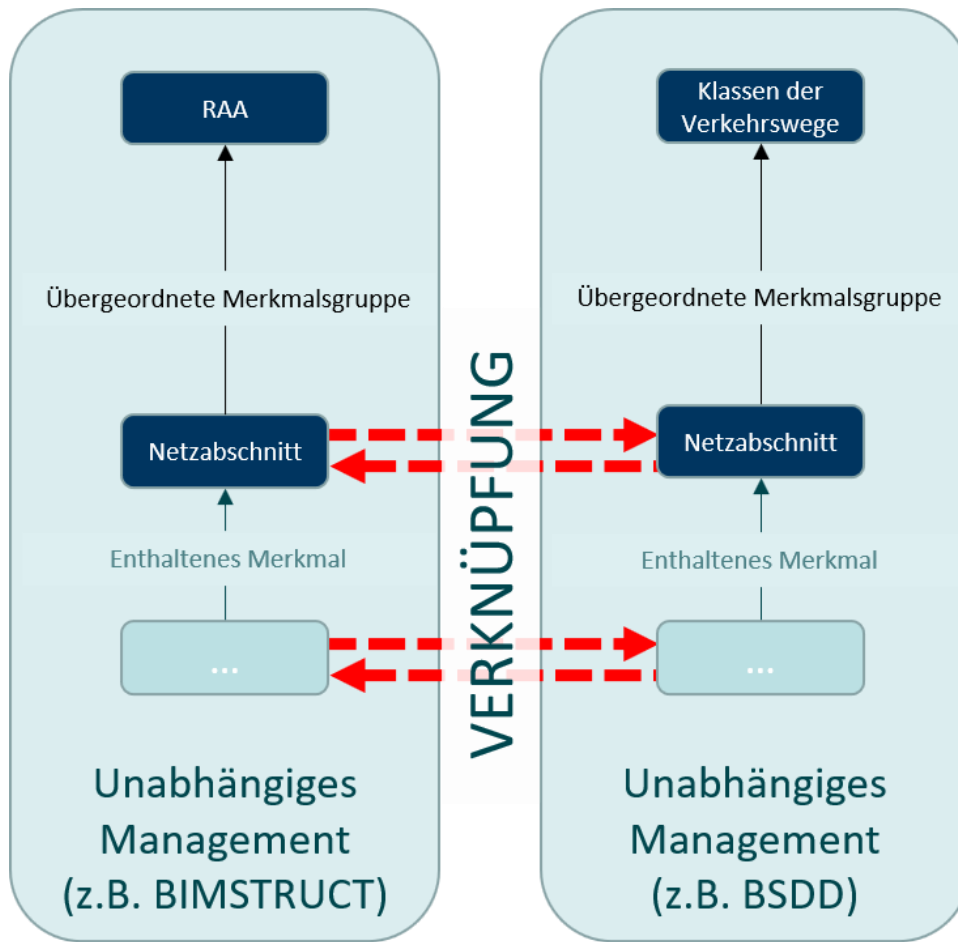 RAA
Übergeordnete Merkmalsgruppe
Netzabschnitt
Enthaltenes Merkmal
...
Unabhängiges
Management
(z.B. BIMSTRUCT)
VERKNÜPFUNG
Klassen der
Verkehrswege
Übergeordnete Merkmalsgruppe
Netzabschnitt
Enthaltenes Merkmal
...
Unabhängiges
Management
(z.B. BSDD)